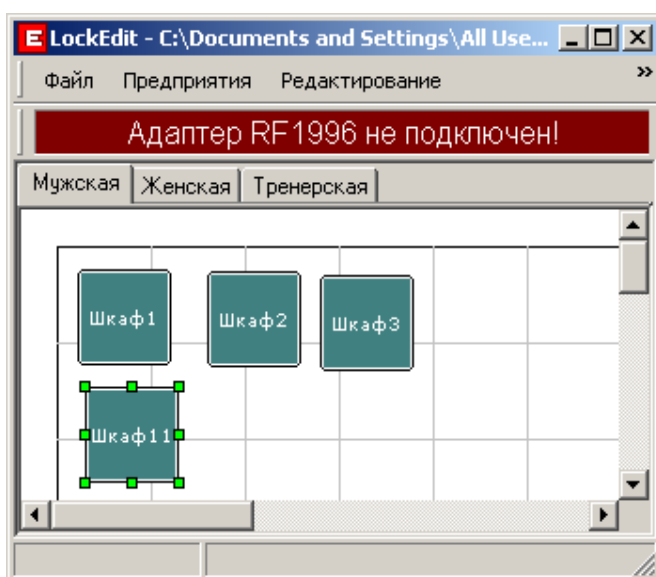 E LockEdit - C:\Documents and Settings\All Use...
Файл Предприятия Редактирование »
Адаптер RF1996 не подключен!
Мужская Женская Тренерская
Шкаф1 Шкаф2 Шкаф3
Шкаф11